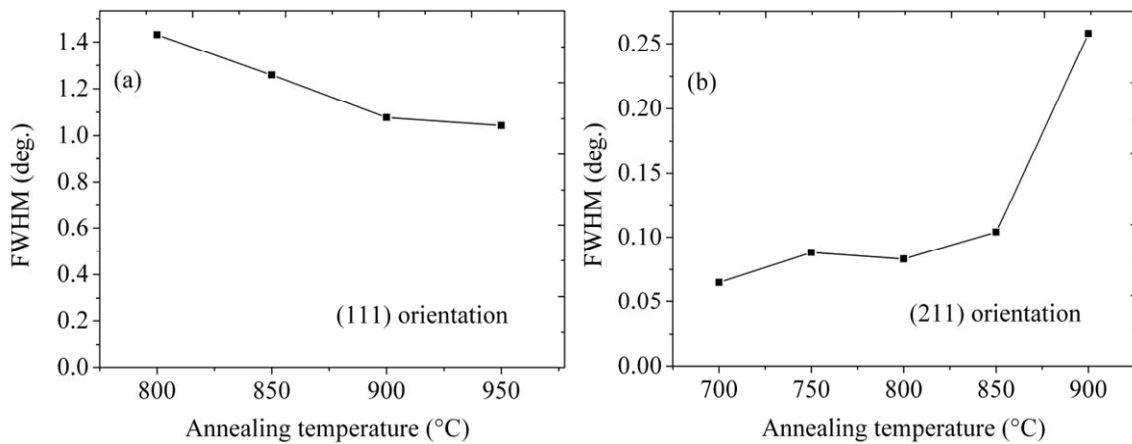 (a)
FWHM (deg.)
1.4
1.2
1.0
0.8
0.6
0.4
0.2
0.0
(111) orientation
800 850 900 950
Annealing temperature (°C)
(b)
FWHM (deg.)
0.25
0.20
0.15
0.10
0.05
0.00
(211) orientation
700 750 800 850 900
Annealing temperature (°C)